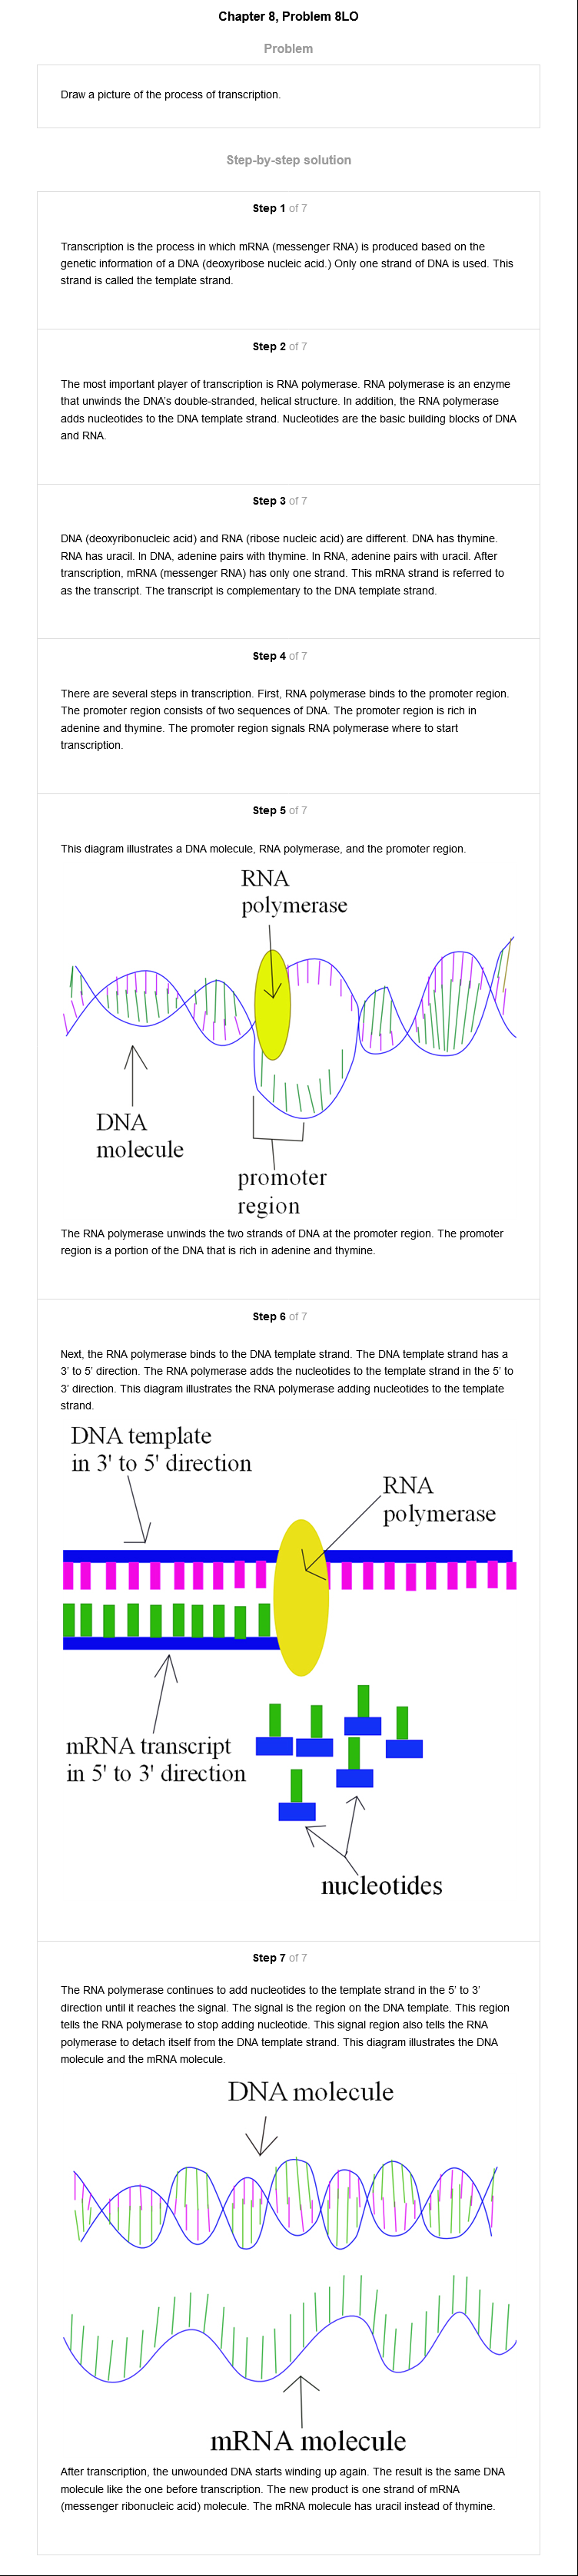 Chapter 8, Problem 8LO
Problem
Draw a picture of the process of transcription.
Step-by-step solution
Step 1 of 7
Transcription is the process in which mRNA (messenger RNA) is produced based on the
genetic information of a DNA (deoxyribose nucleic acid.) Only one strand of DNA is used. This
strand is called the template strand.
Step 2 of 7
The most important player of transcription is RNA polymerase. RNA polymerase is an enzyme
that unwinds the DNA's double-stranded, helical structure. In addition, the RNA polymerase
adds nucleotides to the DNA template strand. Nucleotides are the basic building blocks of DNA
and RNA.
Step 3 of 7
DNA (deoxyribonucleic acid) and RNA (ribose nucleic acid) are different. DNA has thymine.
RNA has uracil. In DNA, adenine pairs with thymine. In RNA, adenine pairs with uracil. After
transcription, mRNA (messenger RNA) has only one strand. This mRNA strand is referred to
as the transcript. The transcript is complementary to the DNA template strand.
Step 4 of 7
There are several steps in transcription. First, RNA polymerase binds to the promoter region.
The promoter region consists of two sequences of DNA. The promoter region is rich in
adenine and thymine. The promoter region signals RNA polymerase where to start
transcription.
Step 5 of 7
This diagram illustrates a DNA molecule, RNA polymerase, and the promoter region.
RNA
polymerase
DNA
molecule
promoter
region
The RNA polymerase unwinds the two strands of DNA at the promoter region. The promoter
region is a portion of the DNA that is rich in adenine and thymine.
Step 6 of 7
Next, the RNA polymerase binds to the DNA template strand. The DNA template strand has a
3' to 5' direction. The RNA polymerase adds the nucleotides to the template strand in the 5' to
3' direction. This diagram illustrates the RNA polymerase adding nucleotides to the template
strand.
DNA template
in 3' to 5' direction
RNA
polymerase
mRNA transcript
in 5' to 3' direction
nucleotides
Step 7 of 7
The RNA polymerase continues to add nucleotides to the template strand in the 5' to 3'
direction until it reaches the signal. The signal is the region on the DNA template. This region
tells the RNA polymerase to stop adding nucleotide. This signal region also tells the RNA
polymerase to detach itself from the DNA template strand. This diagram illustrates the DNA
molecule and the mRNA molecule.
DNA molecule
mRNA molecule
After transcription, the unwounded DNA starts winding up again. The result is the same DNA
molecule like the one before transcription. The new product is one strand of mRNA
(messenger ribonucleic acid) molecule. The mRNA molecule has uracil instead of thymine.